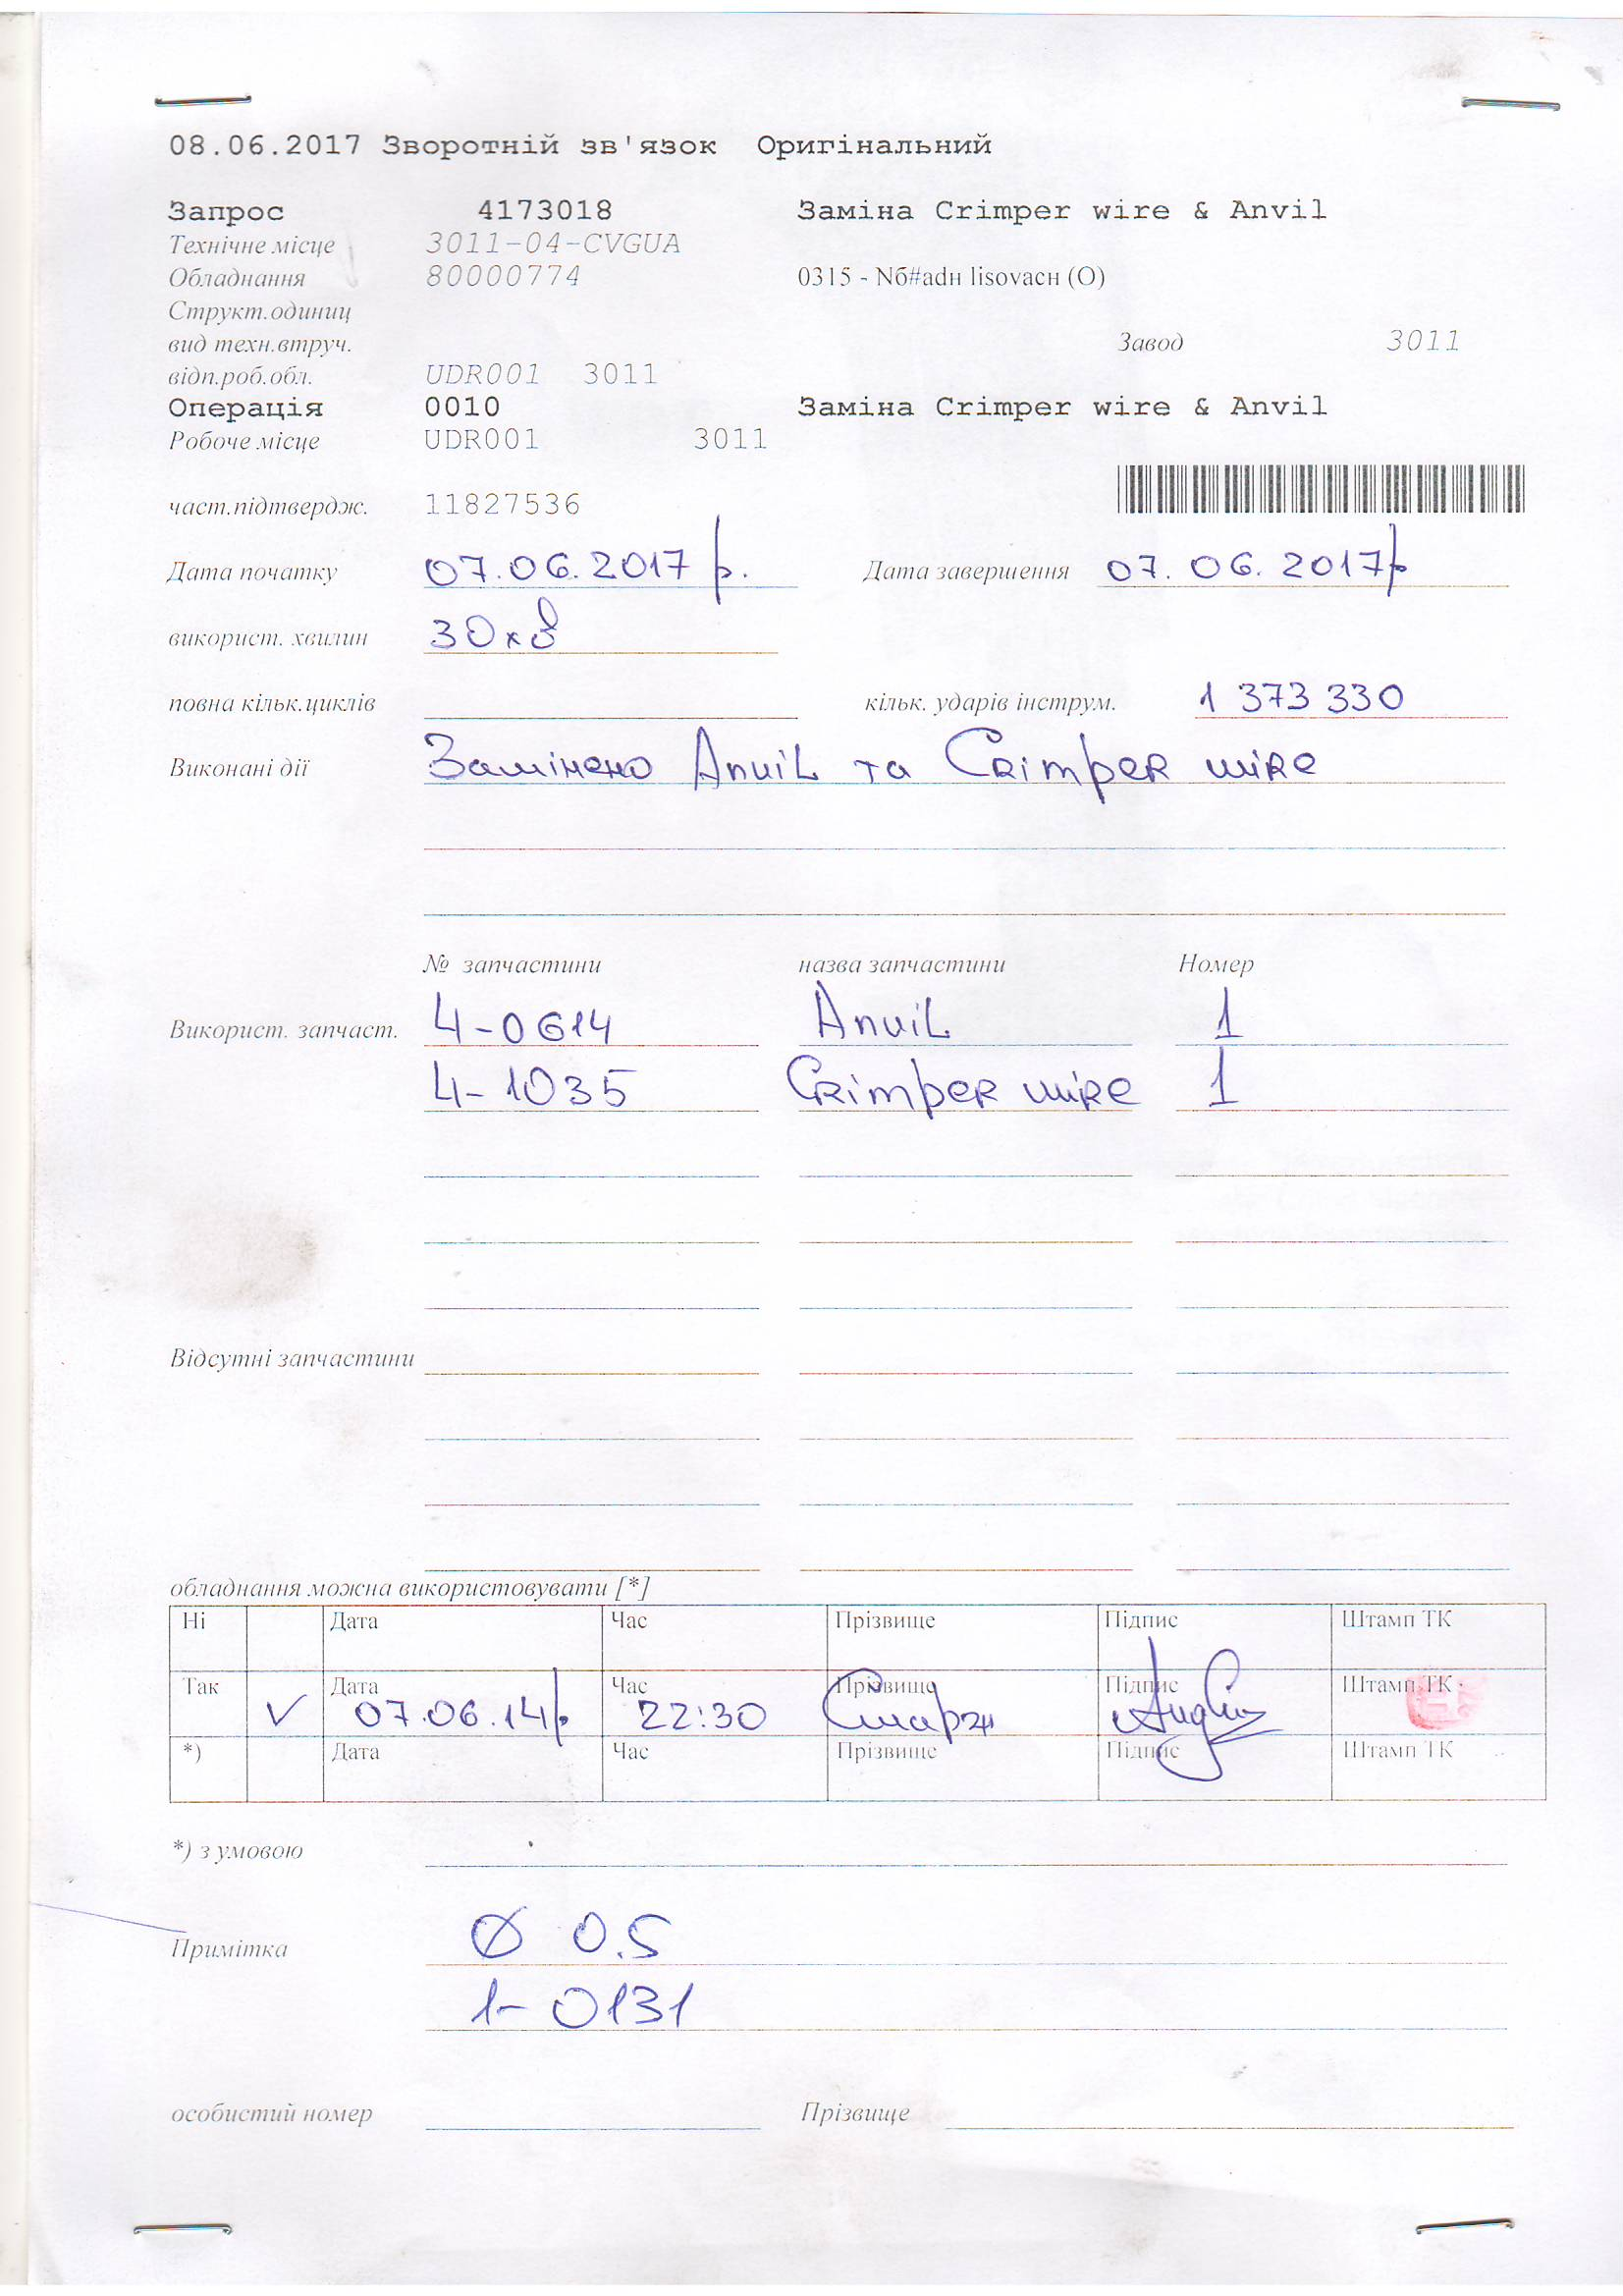 08.06.2017 Зворотній зв'язок Оригінальний
Запрос 4173018 Заміна Crimper wire & Anvil
Технічне місце 3011-04-CVGUA
Обладнання 80000774 0315 - Nб#adн lisovacн (O)
Структ.одиниц
вид техн.втруч. Завод 3011
відп.роб.обл. UDR001 3011
Операція 0010 Заміна Crimper wire & Anvil
Робоче місце UDR001 3011
част.підтвердж. 11827536
Дата початку 07.06.2017 р. Дата завершення 07.06.2017р
використ. хвилин 30хв
повна кільк.циклів кільк. ударів інструм. 1 373 330
Виконані дії Замінено Anvil та Crimper wire
№ запчастини назва запчастини Номер
Використ. запчаст. 4-0614 Anvil 1
4-1035 Crimper wire 1
Відсутні запчастини
обладнання можна використовувати [*]
Ні Дата Час Прізвище Підпис Штамп ТК
Так Дата Час Прізвище Підпис Штамп ТК
V 07.06.17р 22:30
*) Дата Час Прізвище Підпис Штамп ТК
*) з умовою
Примітка Ø 0.5
1-0131
особистий номер Прізвище